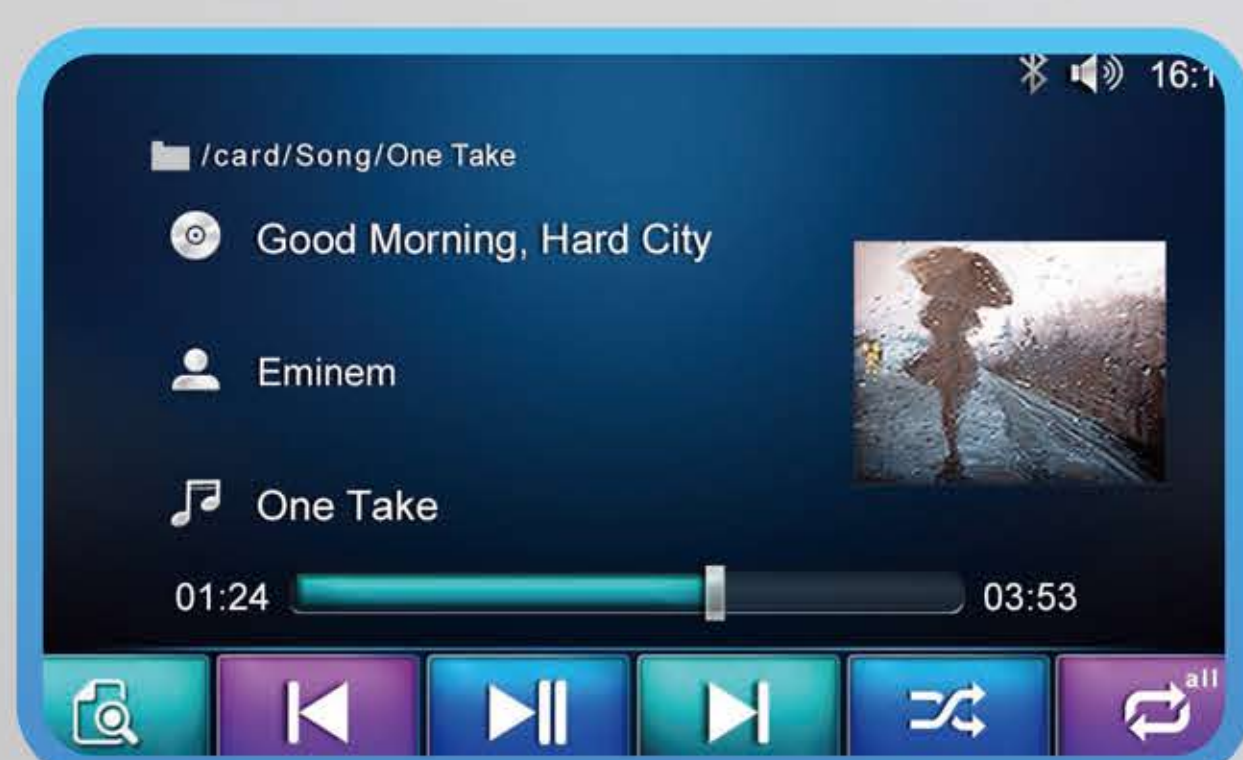 16:1
/card/Song/One Take
Good Morning, Hard City
Eminem
One Take
01:24 03:53
all